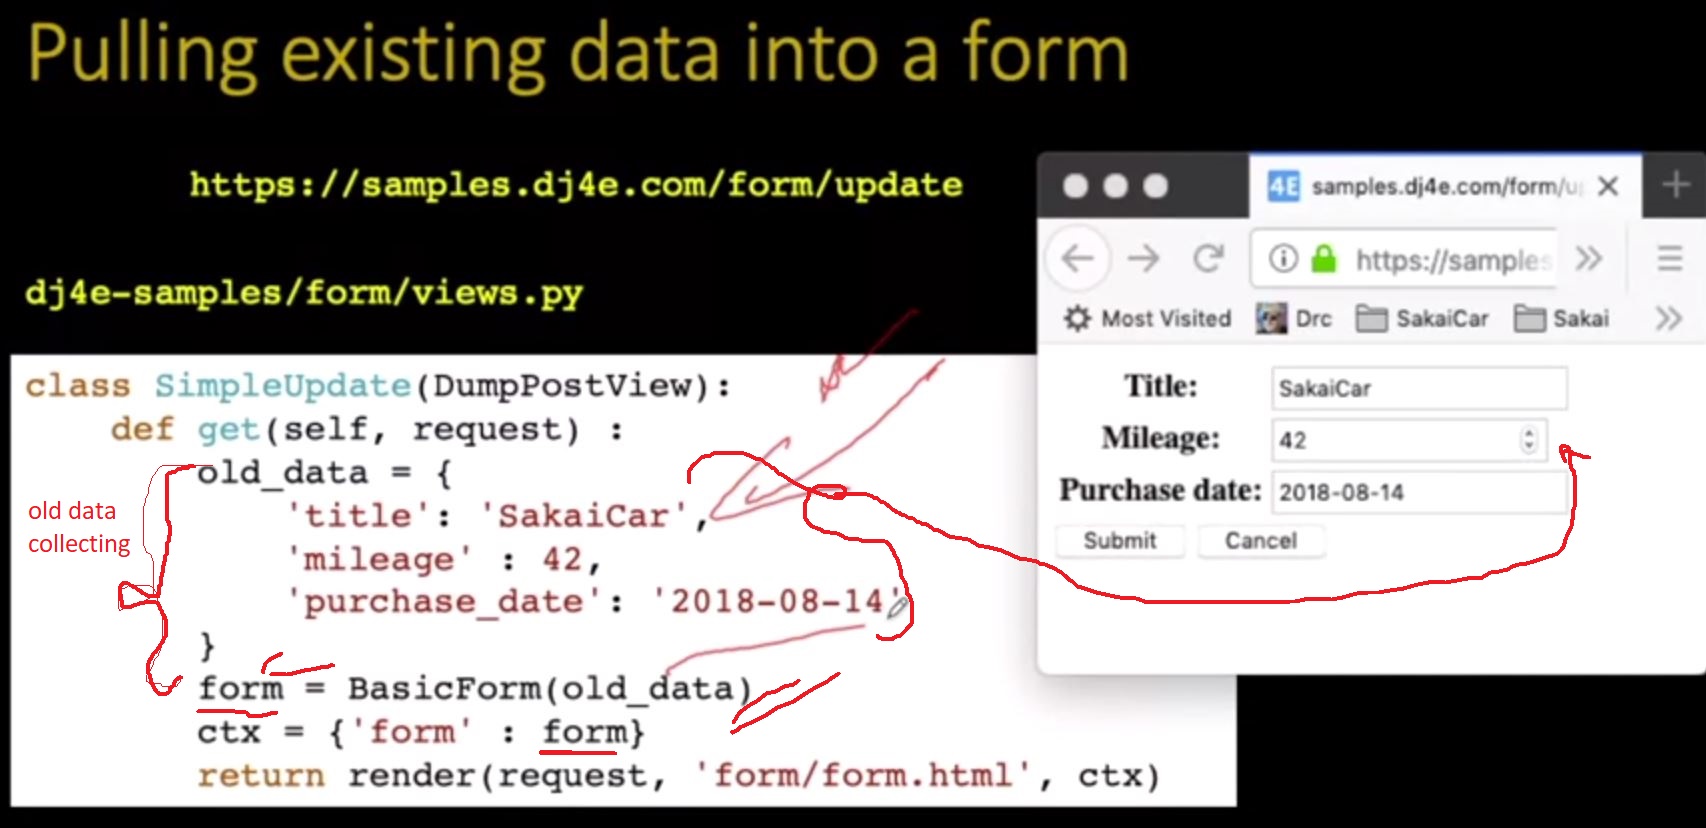 Pulling existing data into a form
https://samples.dj4e.com/form/update
dj4e-samples/form/views.py
class SimpleUpdate(DumpPostView):
    def get(self, request) :
        old_data = {
            'title': 'SakaiCar',
            'mileage' : 42,
            'purchase_date': '2018-08-14'
        }
        form = BasicForm(old_data)
        ctx = {'form' : form}
        return render(request, 'form/form.html', ctx)
old data
collecting
4E samples.dj4e.com/form/u
https://samples
Most Visited Drc SakaiCar Sakai
Title: SakaiCar
Mileage: 42
Purchase date: 2018-08-14
Submit Cancel